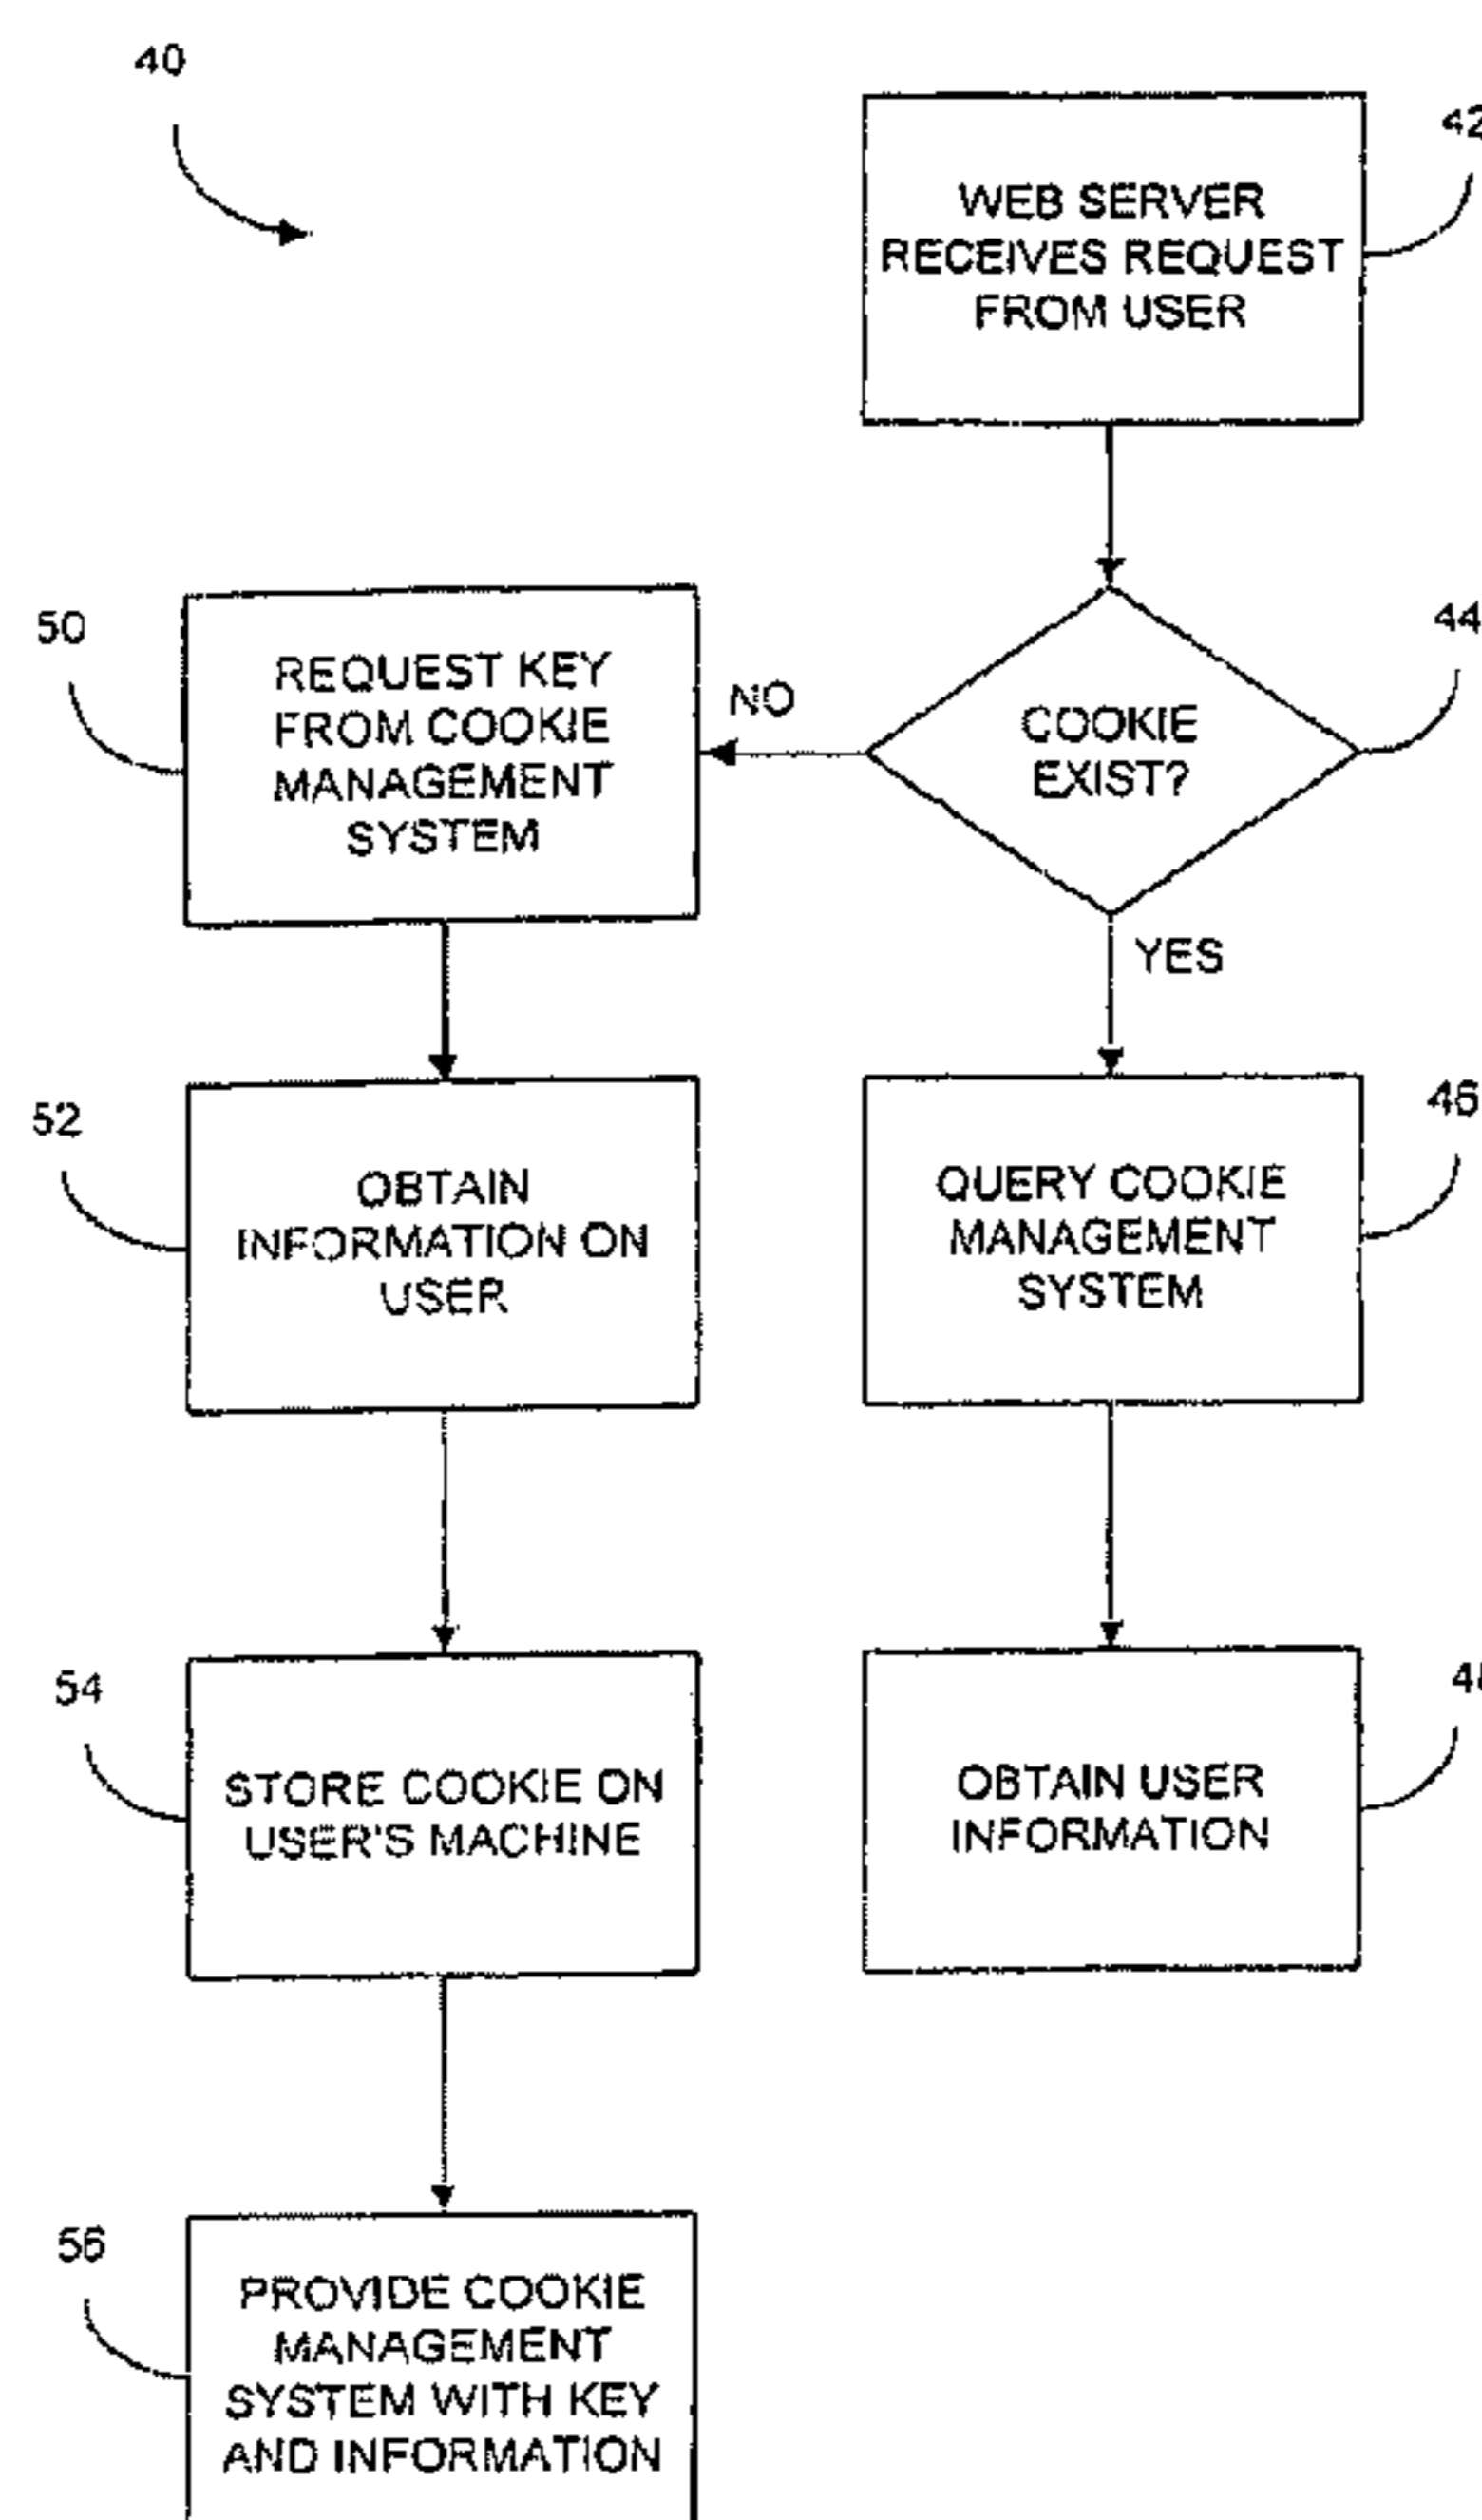 40
42
WEB SERVER
RECEIVES REQUEST
FROM USER
50
REQUEST KEY
FROM COOKIE
MANAGEMENT
SYSTEM
NO
COOKIE
EXIST?
44
YES
52
OBTAIN
INFORMATION ON
USER
QUERY COOKIE
MANAGEMENT
SYSTEM
46
54
STORE COOKIE ON
USER'S MACHINE
OBTAIN USER
INFORMATION
56
PROVIDE COOKIE
MANAGEMENT
SYSTEM WITH KEY
AND INFORMATION